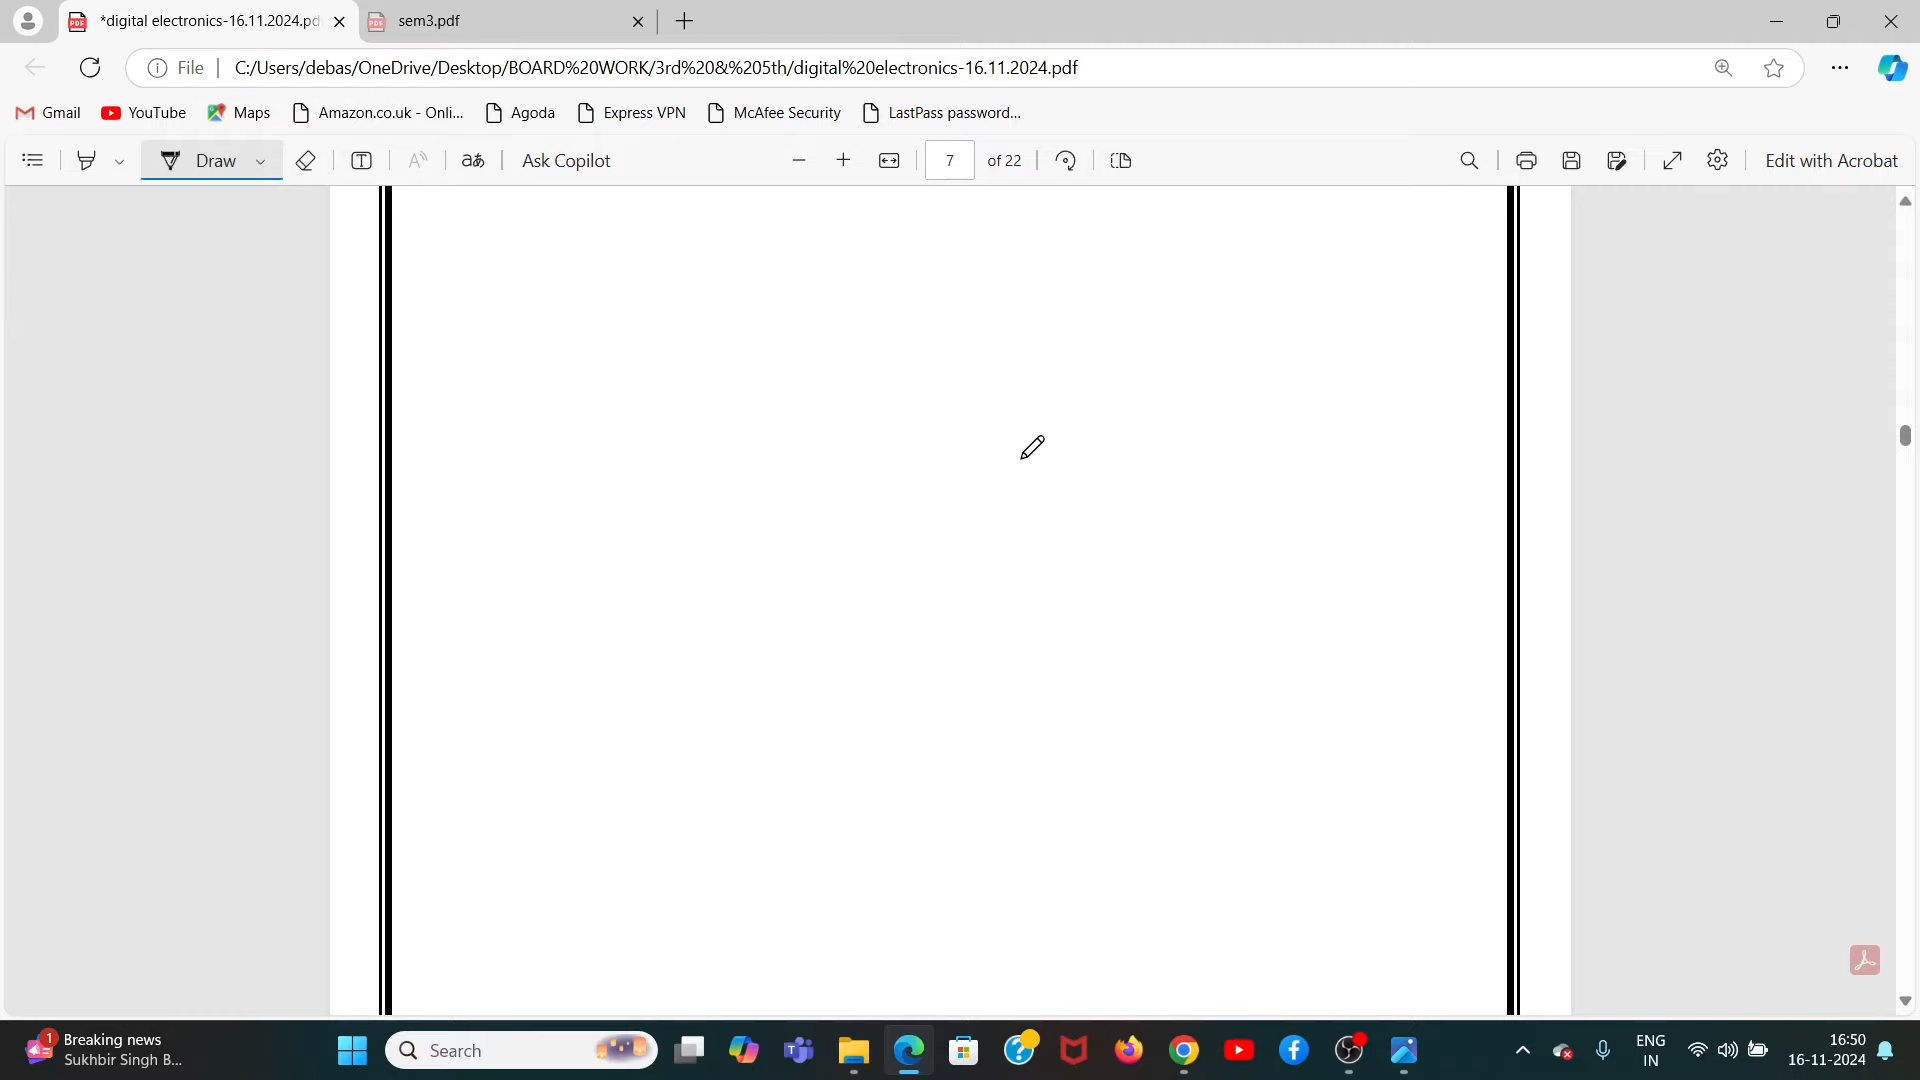 *digital electronics-16.11.2024.pd
sem3.pdf
File
C:/Users/debas/OneDrive/Desktop/BOARD%20WORK/3rd%20&%205th/digital%20electronics-16.11.2024.pdf
Gmail
YouTube
Maps
Amazon.co.uk - Onli...
Agoda
Express VPN
McAfee Security
LastPass password...
Draw
Ask Copilot
7 of 22
Edit with Acrobat
1
Breaking news
Sukhbir Singh B...
Search
ENG
IN
16:50
16-11-2024